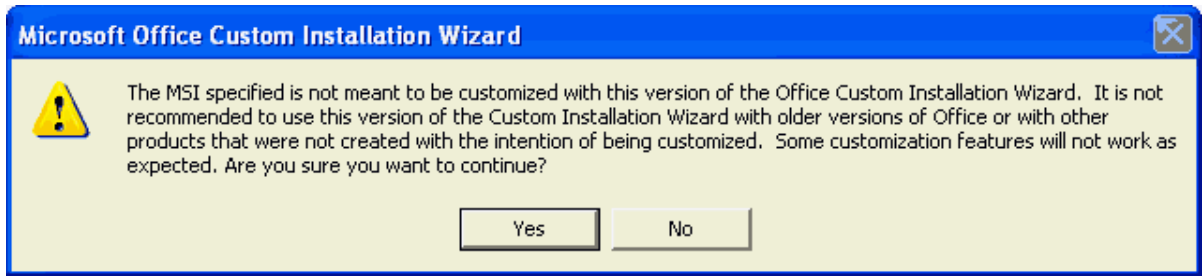 Microsoft Office Custom Installation Wizard
The MSI specified is not meant to be customized with this version of the Office Custom Installation Wizard.  It is not
recommended to use this version of the Custom Installation Wizard with older versions of Office or with other
products that were not created with the intention of being customized.  Some customization features will not work as
expected. Are you sure you want to continue?
Yes
No